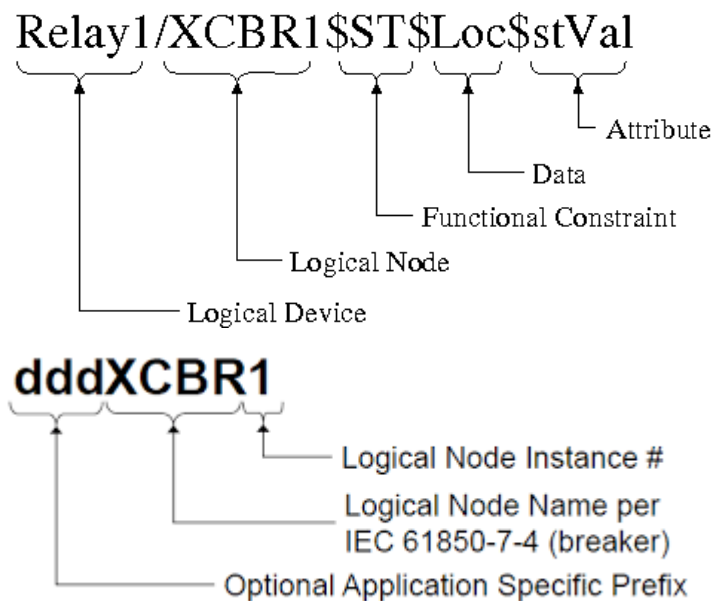 Relay1/XCBR1$ST$Loc$stVal
Attribute
Data
Functional Constraint
Logical Node
Logical Device
dddXCBR1
Logical Node Instance #
Logical Node Name per
IEC 61850-7-4 (breaker)
Optional Application Specific Prefix